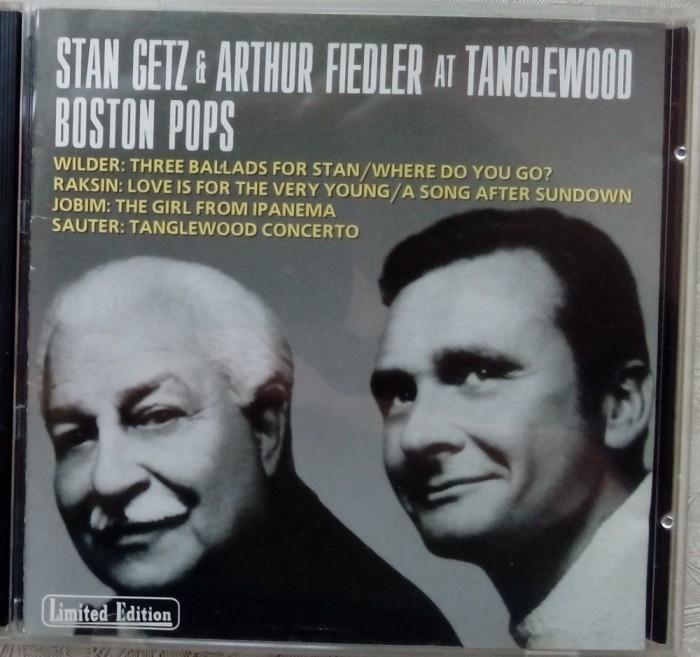 STAN GETZ & ARTHUR FIEDLER AT TANGLEWOOD
BOSTON POPS
WILDER: THREE BALLADS FOR STAN/WHERE DO YOU GO?
RAKSIN: LOVE IS FOR THE VERY YOUNG/A SONG AFTER SUNDOWN
JOBIM: THE GIRL FROM IPANEMA
SAUTER: TANGLEWOOD CONCERTO
Limited Edition